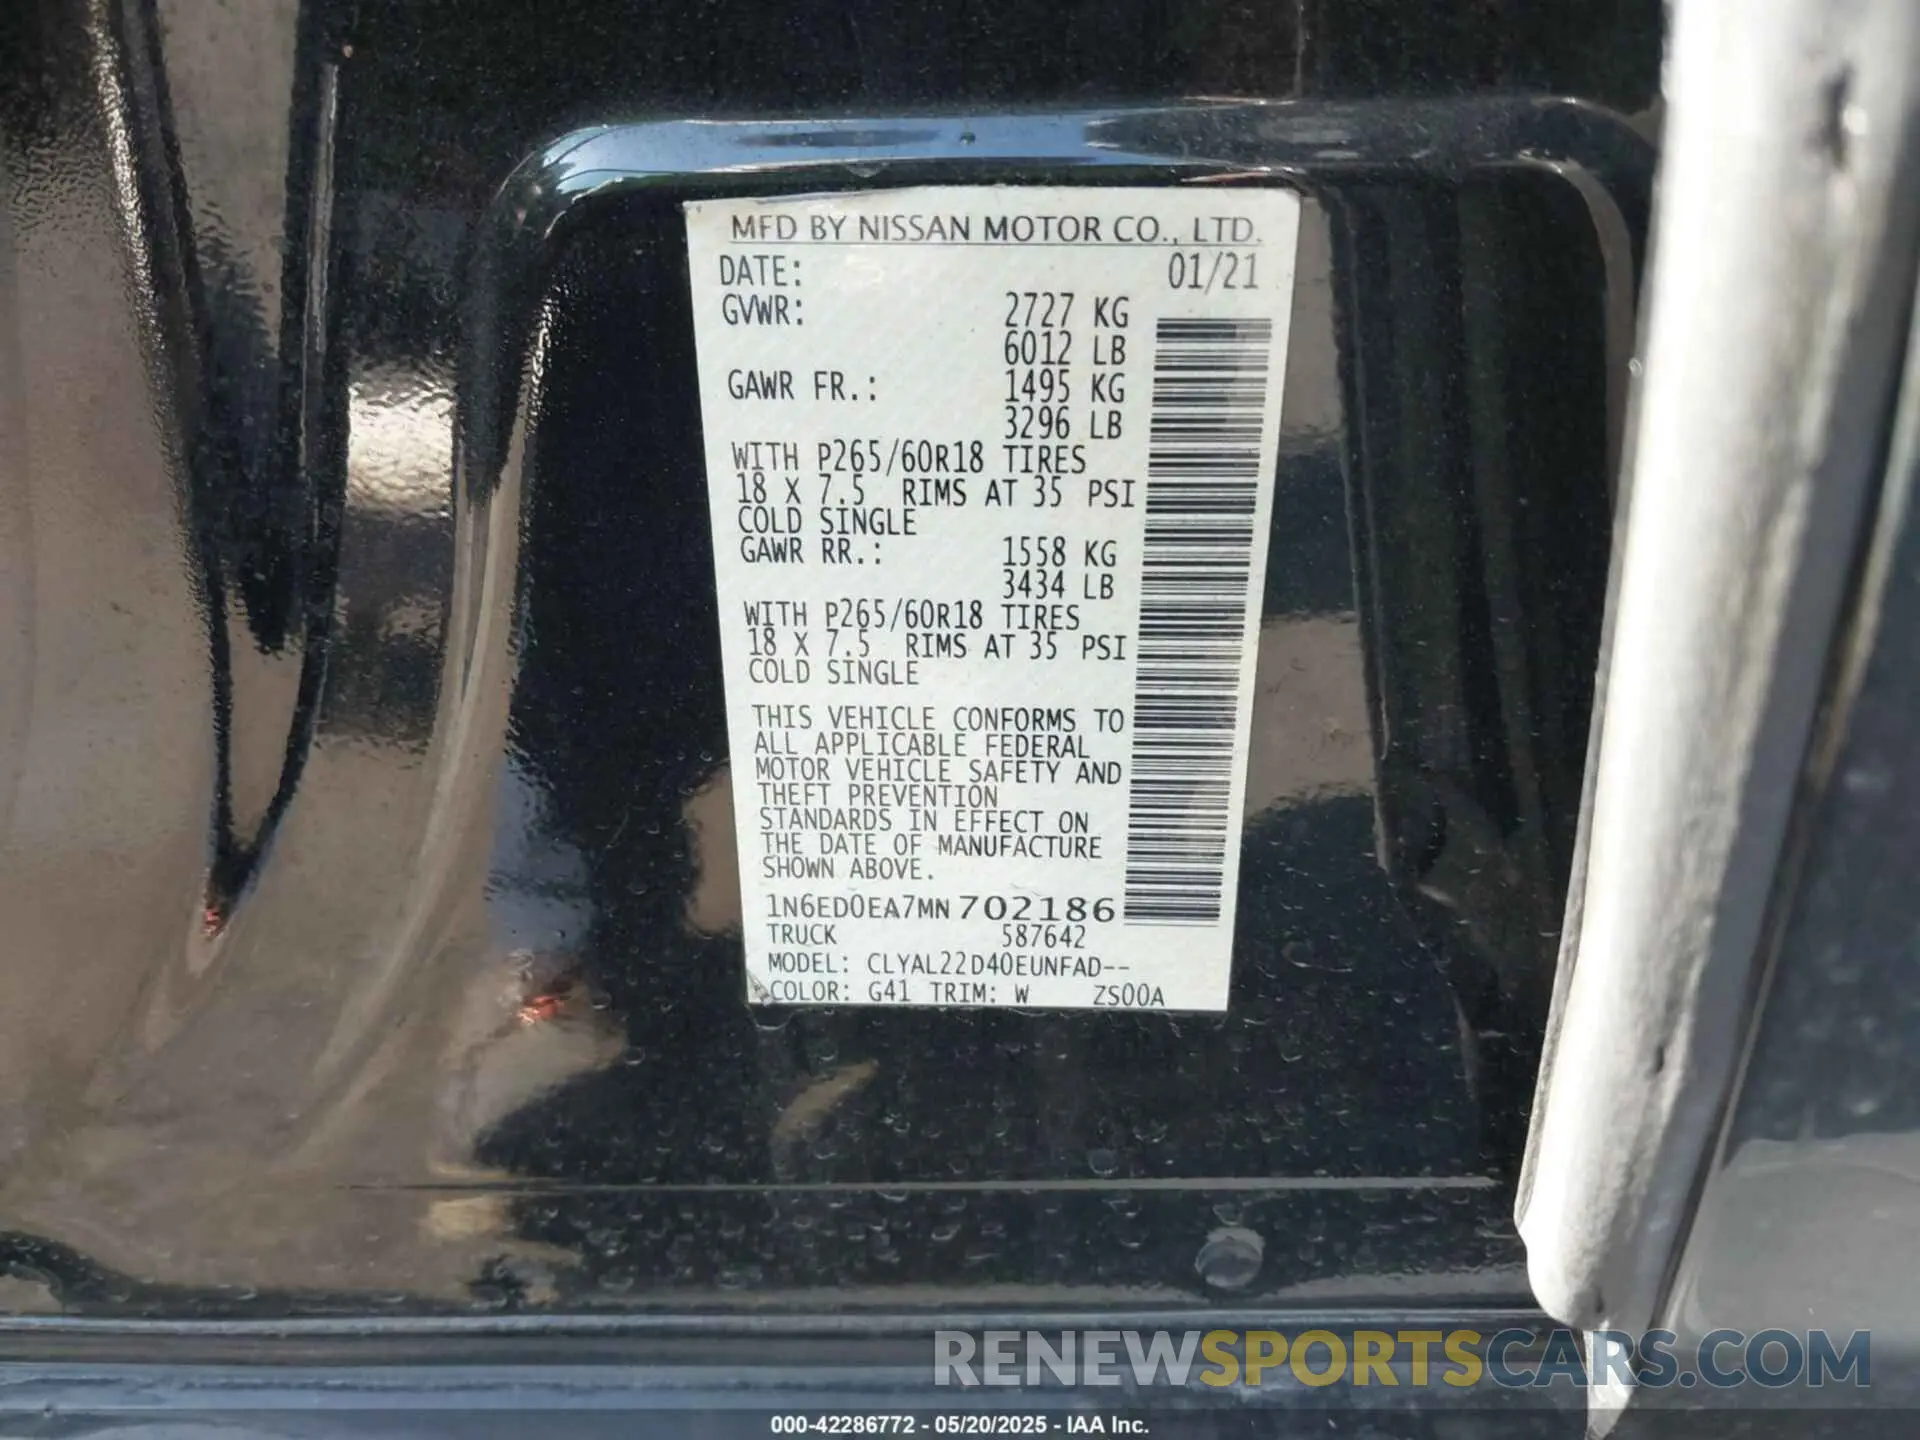 MFD BY NISSAN MOTOR CO., LTD.
DATE: 01/21
GVWR: 2727 KG
6012 LB
GAWR FR.: 1495 KG
3296 LB
WITH P265/60R18 TIRES
18 X 7.5 RIMS AT 35 PSI
COLD SINGLE
GAWR RR.: 1558 KG
3434 LB
WITH P265/60R18 TIRES
18 X 7.5 RIMS AT 35 PSI
COLD SINGLE
THIS VEHICLE CONFORMS TO
ALL APPLICABLE FEDERAL
MOTOR VEHICLE SAFETY AND
THEFT PREVENTION
STANDARDS IN EFFECT ON
THE DATE OF MANUFACTURE
SHOWN ABOVE.
1N6ED0EA7MN702186
TRUCK 587642
MODEL: CLYAL22D40EUNFAD--
COLOR: G41 TRIM: W ZS00A
RENEWSPORTSCARS.COM
000-42286772 - 05/20/2025 - IAA Inc.